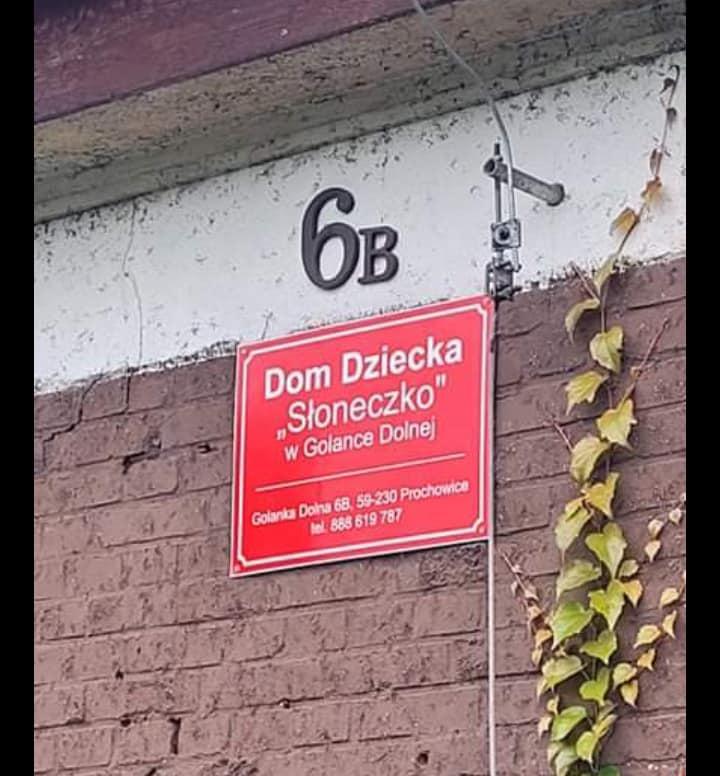 6B
Dom Dziecka
„Słoneczko"
w Golance Dolnej
Golanka Dolna 6B, 59-230 Prochowice
tel. 888 619 787